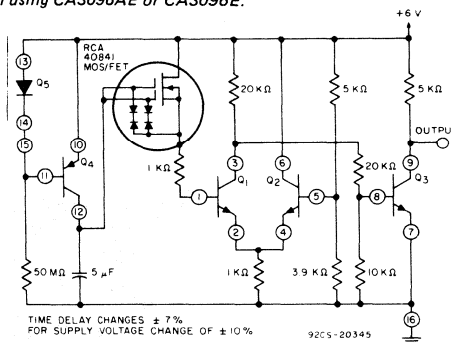 using CA3096AE or CA3096E.
+6 V
RCA
40841
MOS/FET
13
Q5
14
15
10
11
Q4
12
20 KΩ
5 KΩ
5 KΩ
OUTPU
1 KΩ
3
6
9
1
Q1
Q2
5
20 KΩ
8
Q3
2
4
7
50 MΩ
5 µF
1 KΩ
3.9 KΩ
10 KΩ
16
TIME DELAY CHANGES ± 7%
FOR SUPPLY VOLTAGE CHANGE OF ± 10%
92CS-20345